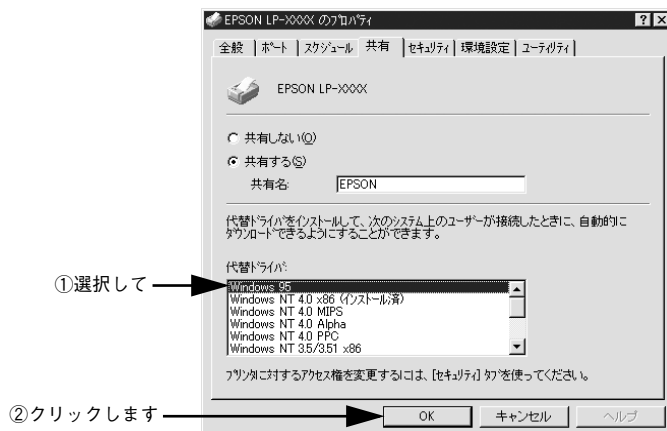 EPSON LP-XXXX のプロパティ
全般 ポート スケジュール 共有 セキュリティ 環境設定 ユーティリティ
EPSON LP-XXXX
共有しない(O)
共有する(S)
共有名: EPSON
代替ドライバをインストールして、次のシステム上のユーザーが接続したときに、自動的に
ダウンロードできるようにすることができます。
代替ドライバ:
①選択して
Windows 95
Windows NT 4.0 x86 (インストール済)
Windows NT 4.0 MIPS
Windows NT 4.0 Alpha
Windows NT 4.0 PPC
Windows NT 3.5/3.51 x86
プリンタに対するアクセス権を変更するには、[セキュリティ] タブを使ってください。
②クリックします
OK キャンセル ヘルプ